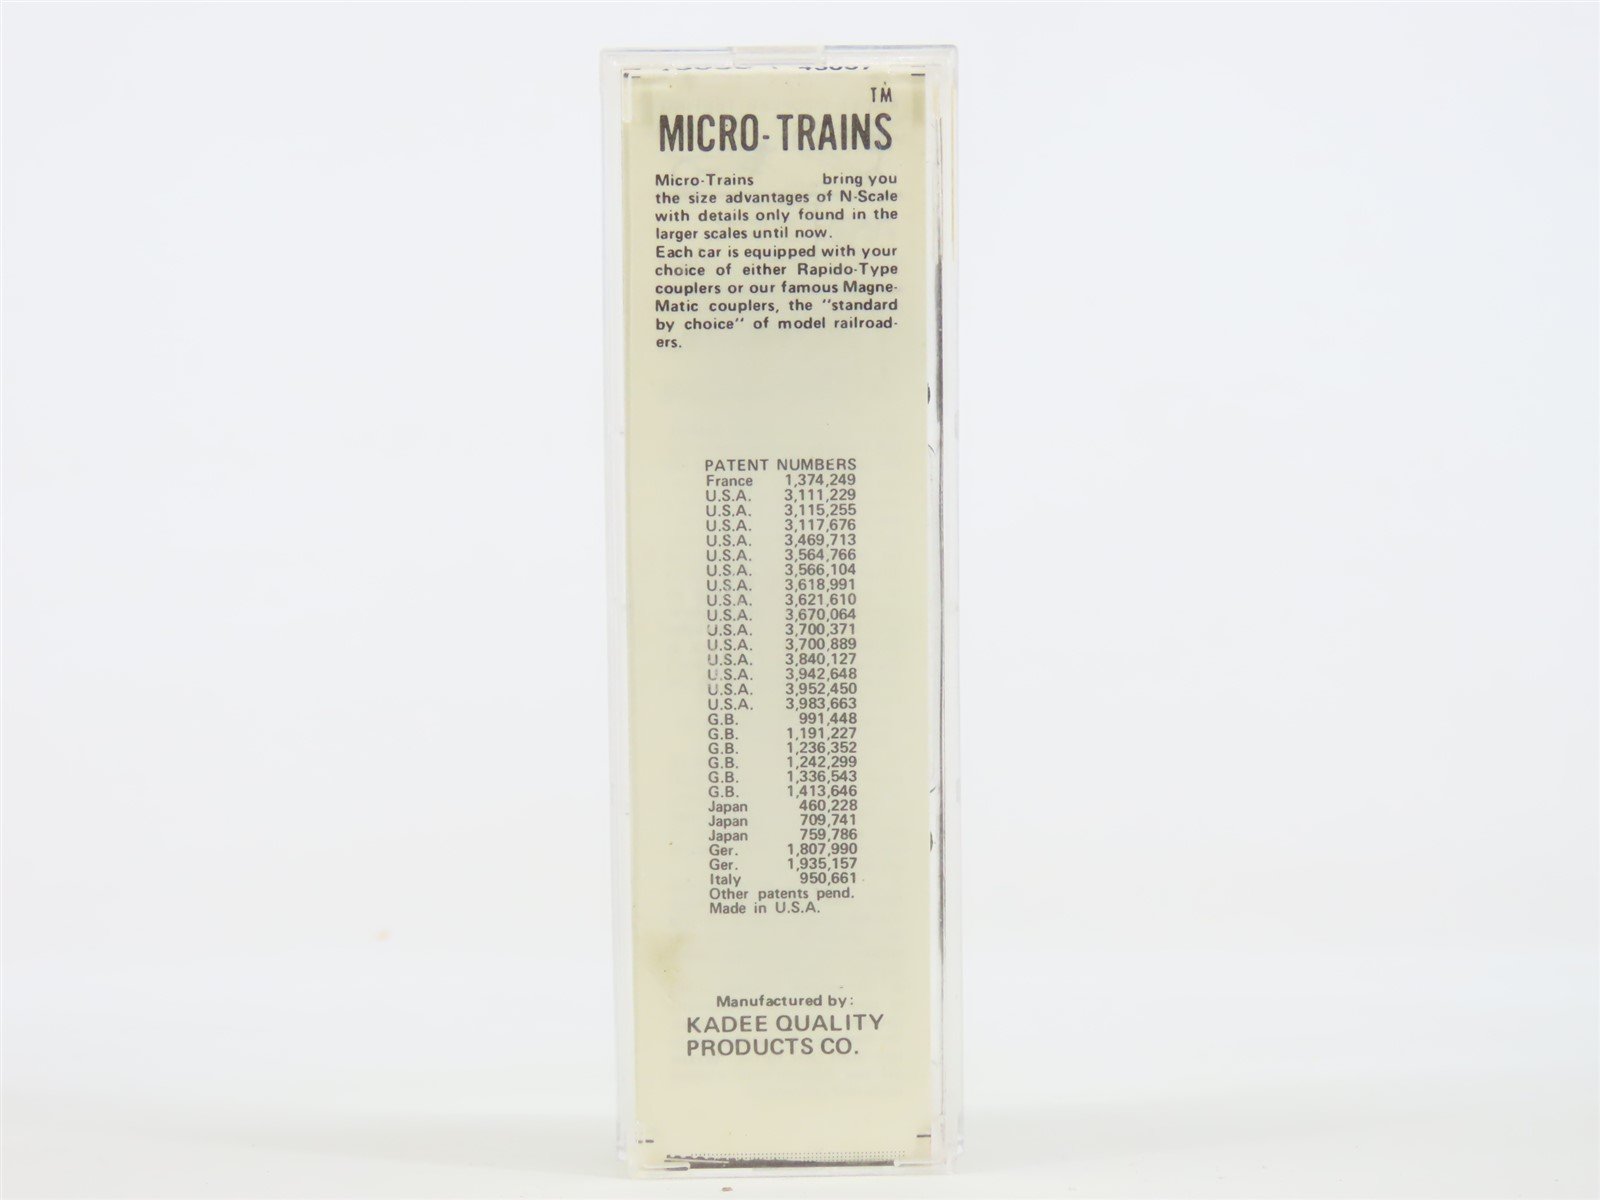 TM
MICRO-TRAINS
Micro-Trains bring you
the size advantages of N-Scale
with details only found in the
larger scales until now.
Each car is equipped with your
choice of either Rapido-Type
couplers or our famous Magne-
Matic couplers, the "standard
by choice" of model railroad-
ers.
PATENT NUMBERS
France 1,374,249
U.S.A. 3,111,229
U.S.A. 3,115,255
U.S.A. 3,117,676
U.S.A. 3,469,713
U.S.A. 3,564,766
U.S.A. 3,566,104
U.S.A. 3,618,991
U.S.A. 3,621,610
U.S.A. 3,670,064
U.S.A. 3,700,371
U.S.A. 3,700,889
U.S.A. 3,840,127
U.S.A. 3,942,648
U.S.A. 3,952,450
U.S.A. 3,983,663
G.B. 991,448
G.B. 1,191,227
G.B. 1,236,352
G.B. 1,242,299
G.B. 1,336,543
G.B. 1,413,646
Japan 460,228
Japan 709,741
Japan 759,786
Ger. 1,807,990
Ger. 1,935,157
Italy 950,661
Other patents pend.
Made in U.S.A.
Manufactured by:
KADEE QUALITY
PRODUCTS CO.